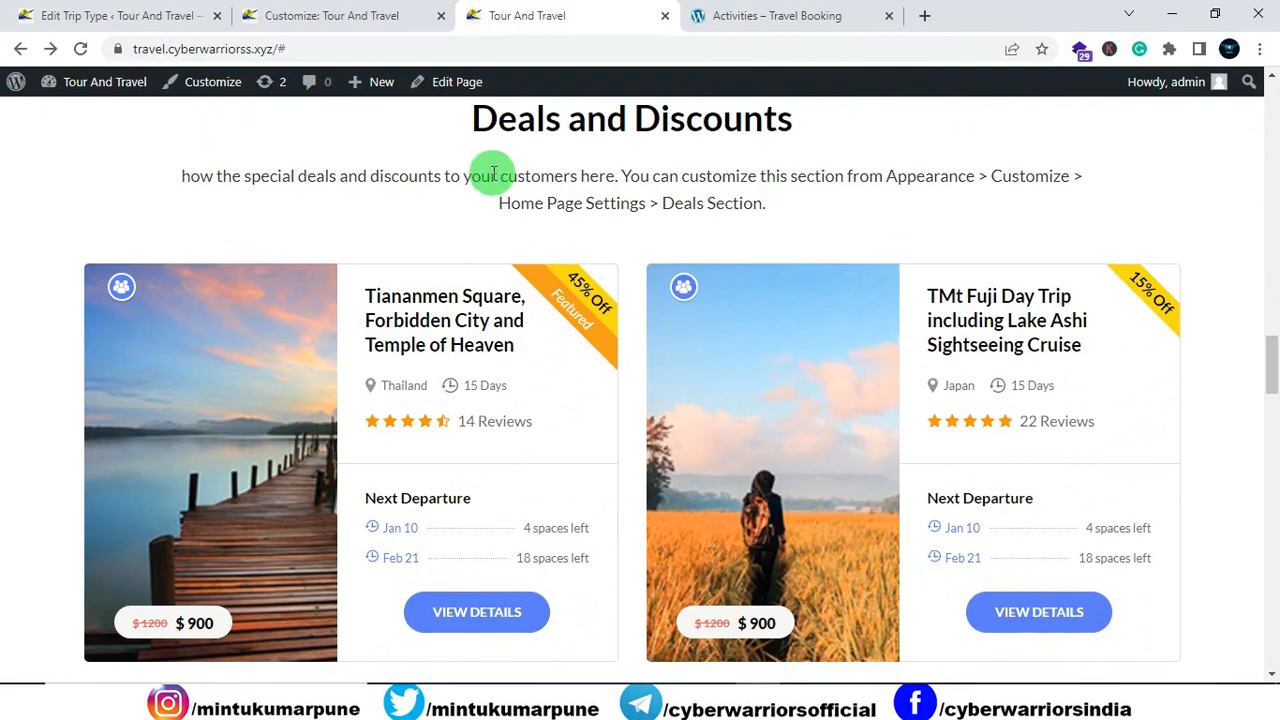 Edit Trip Type ‹ Tour And Travel –
Customize: Tour And Travel
Tour And Travel
Activities – Travel Booking
travel.cyberwarriorss.xyz/#
29
K
Tour And Travel
Customize
2
0
New
Edit Page
Howdy, admin
Deals and Discounts
how the special deals and discounts to your customers here. You can customize this section from Appearance > Customize >
Home Page Settings > Deals Section.
45% Off
Featured
Tiananmen Square,
Forbidden City and
Temple of Heaven
Thailand
15 Days
14 Reviews
Next Departure
Jan 10
4 spaces left
Feb 21
18 spaces left
$ 1200 $ 900
VIEW DETAILS
15% Off
TMt Fuji Day Trip
including Lake Ashi
Sightseeing Cruise
Japan
15 Days
22 Reviews
Next Departure
Jan 10
4 spaces left
Feb 21
18 spaces left
$ 1200 $ 900
VIEW DETAILS
/mintukumarpune
/mintukumarpune
/cyberwarriorsofficial
/cyberwarriorsindia